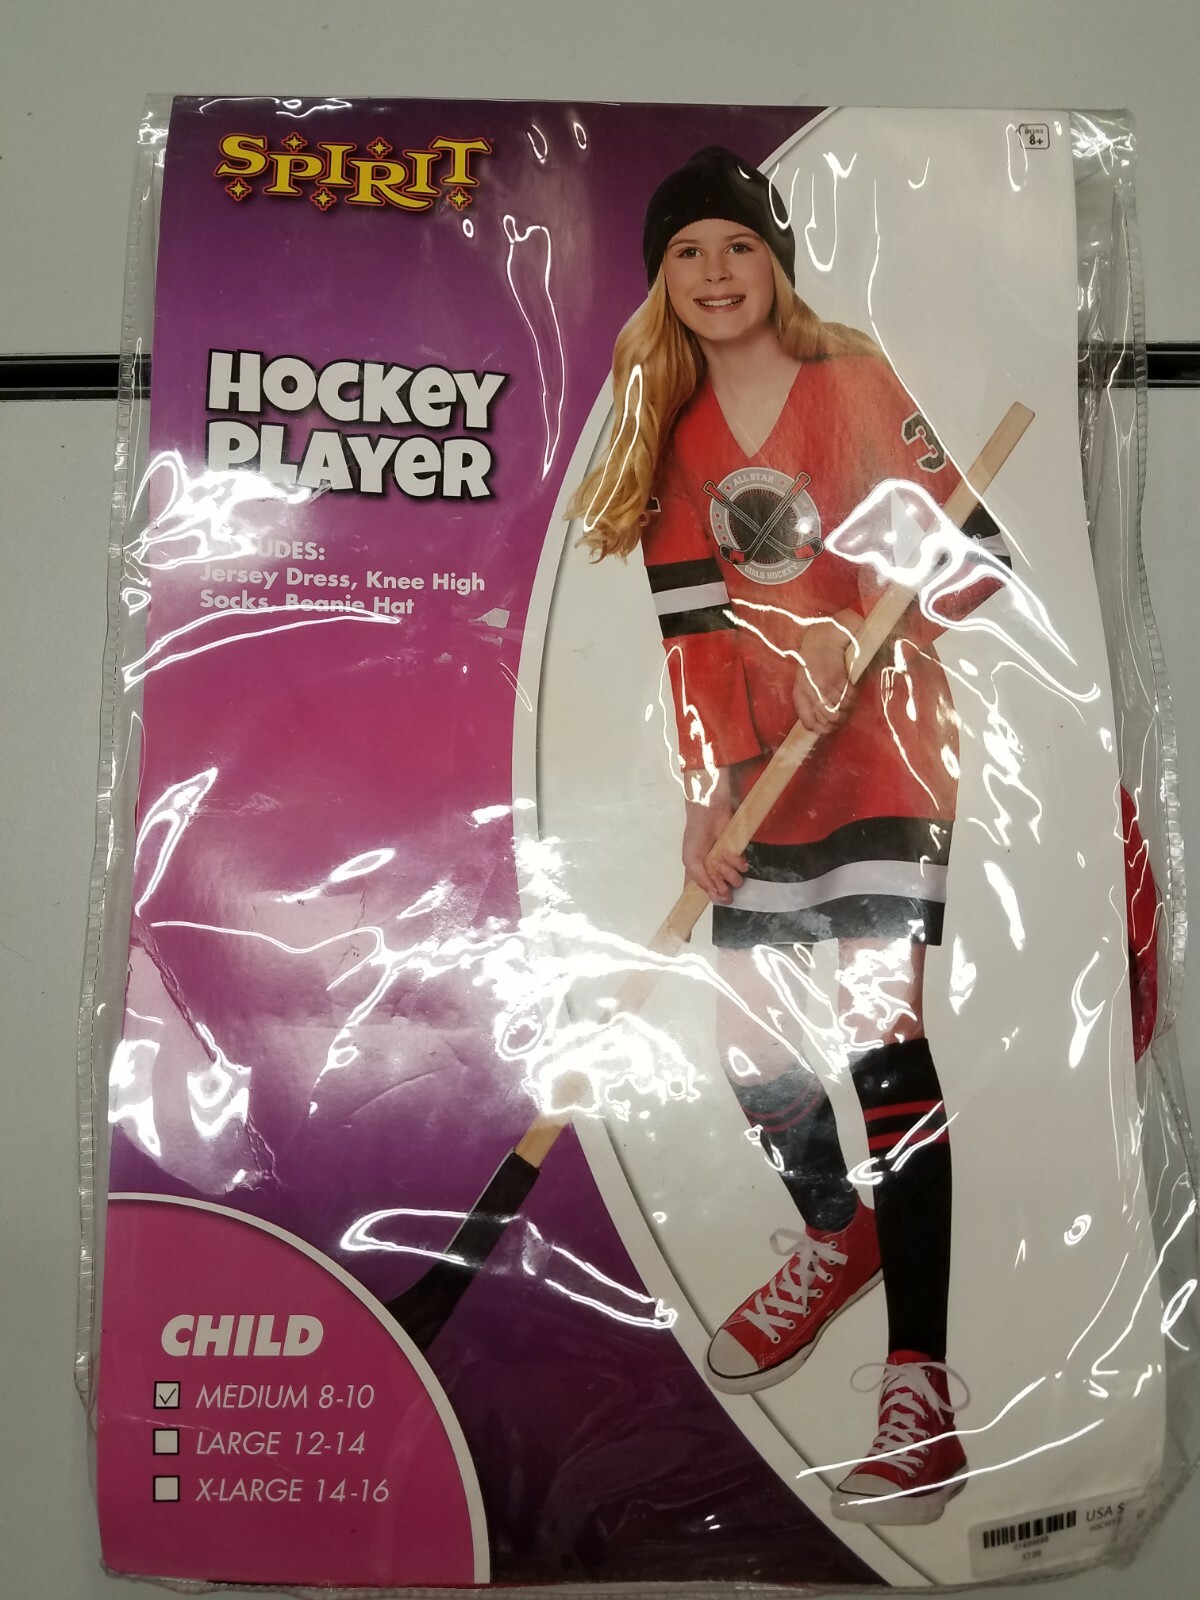 SPIRIT
ages
8+
HOCKEY
PLAYER
Jersey Dress, Knee High
Socks, Beanie Hat
3
ALL STAR
GIRLS HOCKEY
CHILD
MEDIUM 8-10
LARGE 12-14
X-LARGE 14-16
USA S